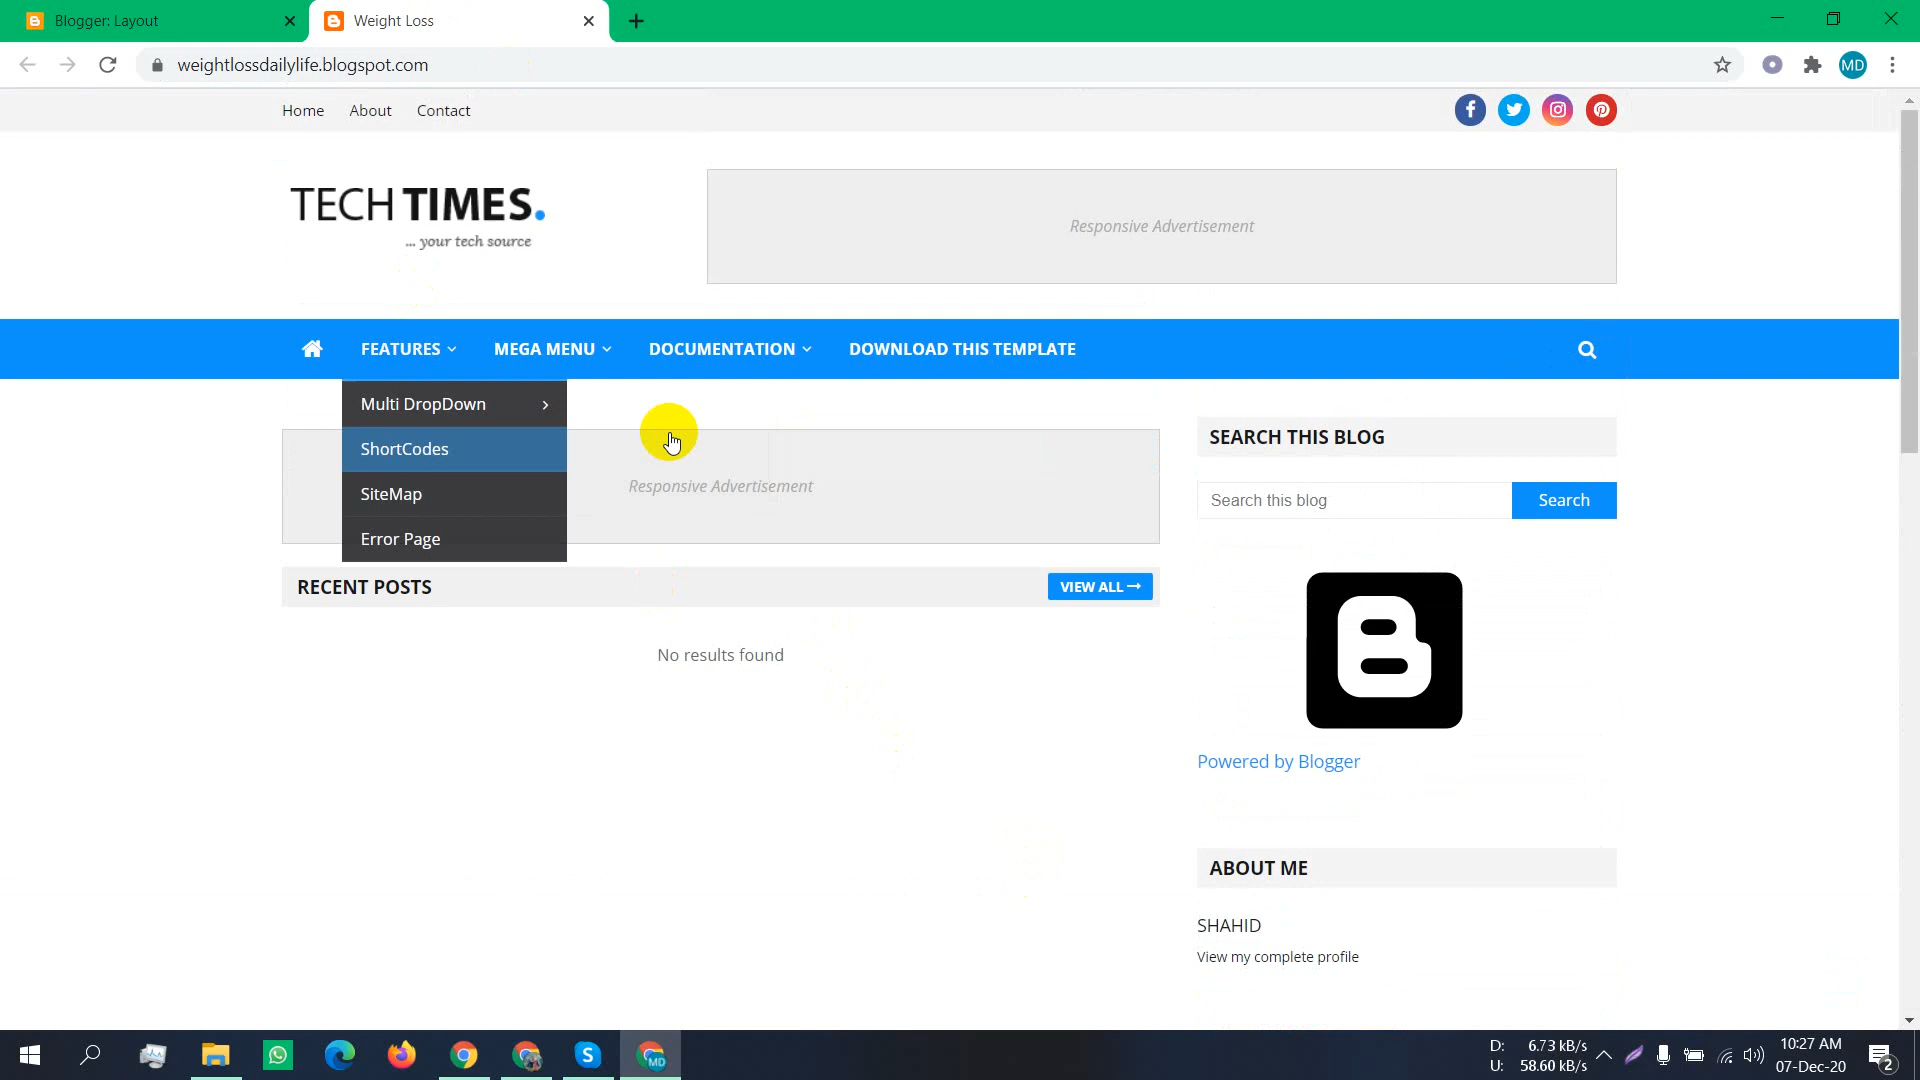 Blogger: Layout
Weight Loss
weightlossdailylife.blogspot.com
MD
Home About Contact
TECH TIMES.
... your tech source
Responsive Advertisement
FEATURES MEGA MENU DOCUMENTATION DOWNLOAD THIS TEMPLATE
Multi DropDown
ShortCodes
SiteMap
Error Page
Responsive Advertisement
RECENT POSTS
VIEW ALL
No results found
SEARCH THIS BLOG
Search this blog
Search
Powered by Blogger
ABOUT ME
SHAHID
View my complete profile
MD
D: 6.73 kB/s
U: 58.60 kB/s
10:27 AM
07-Dec-20
2